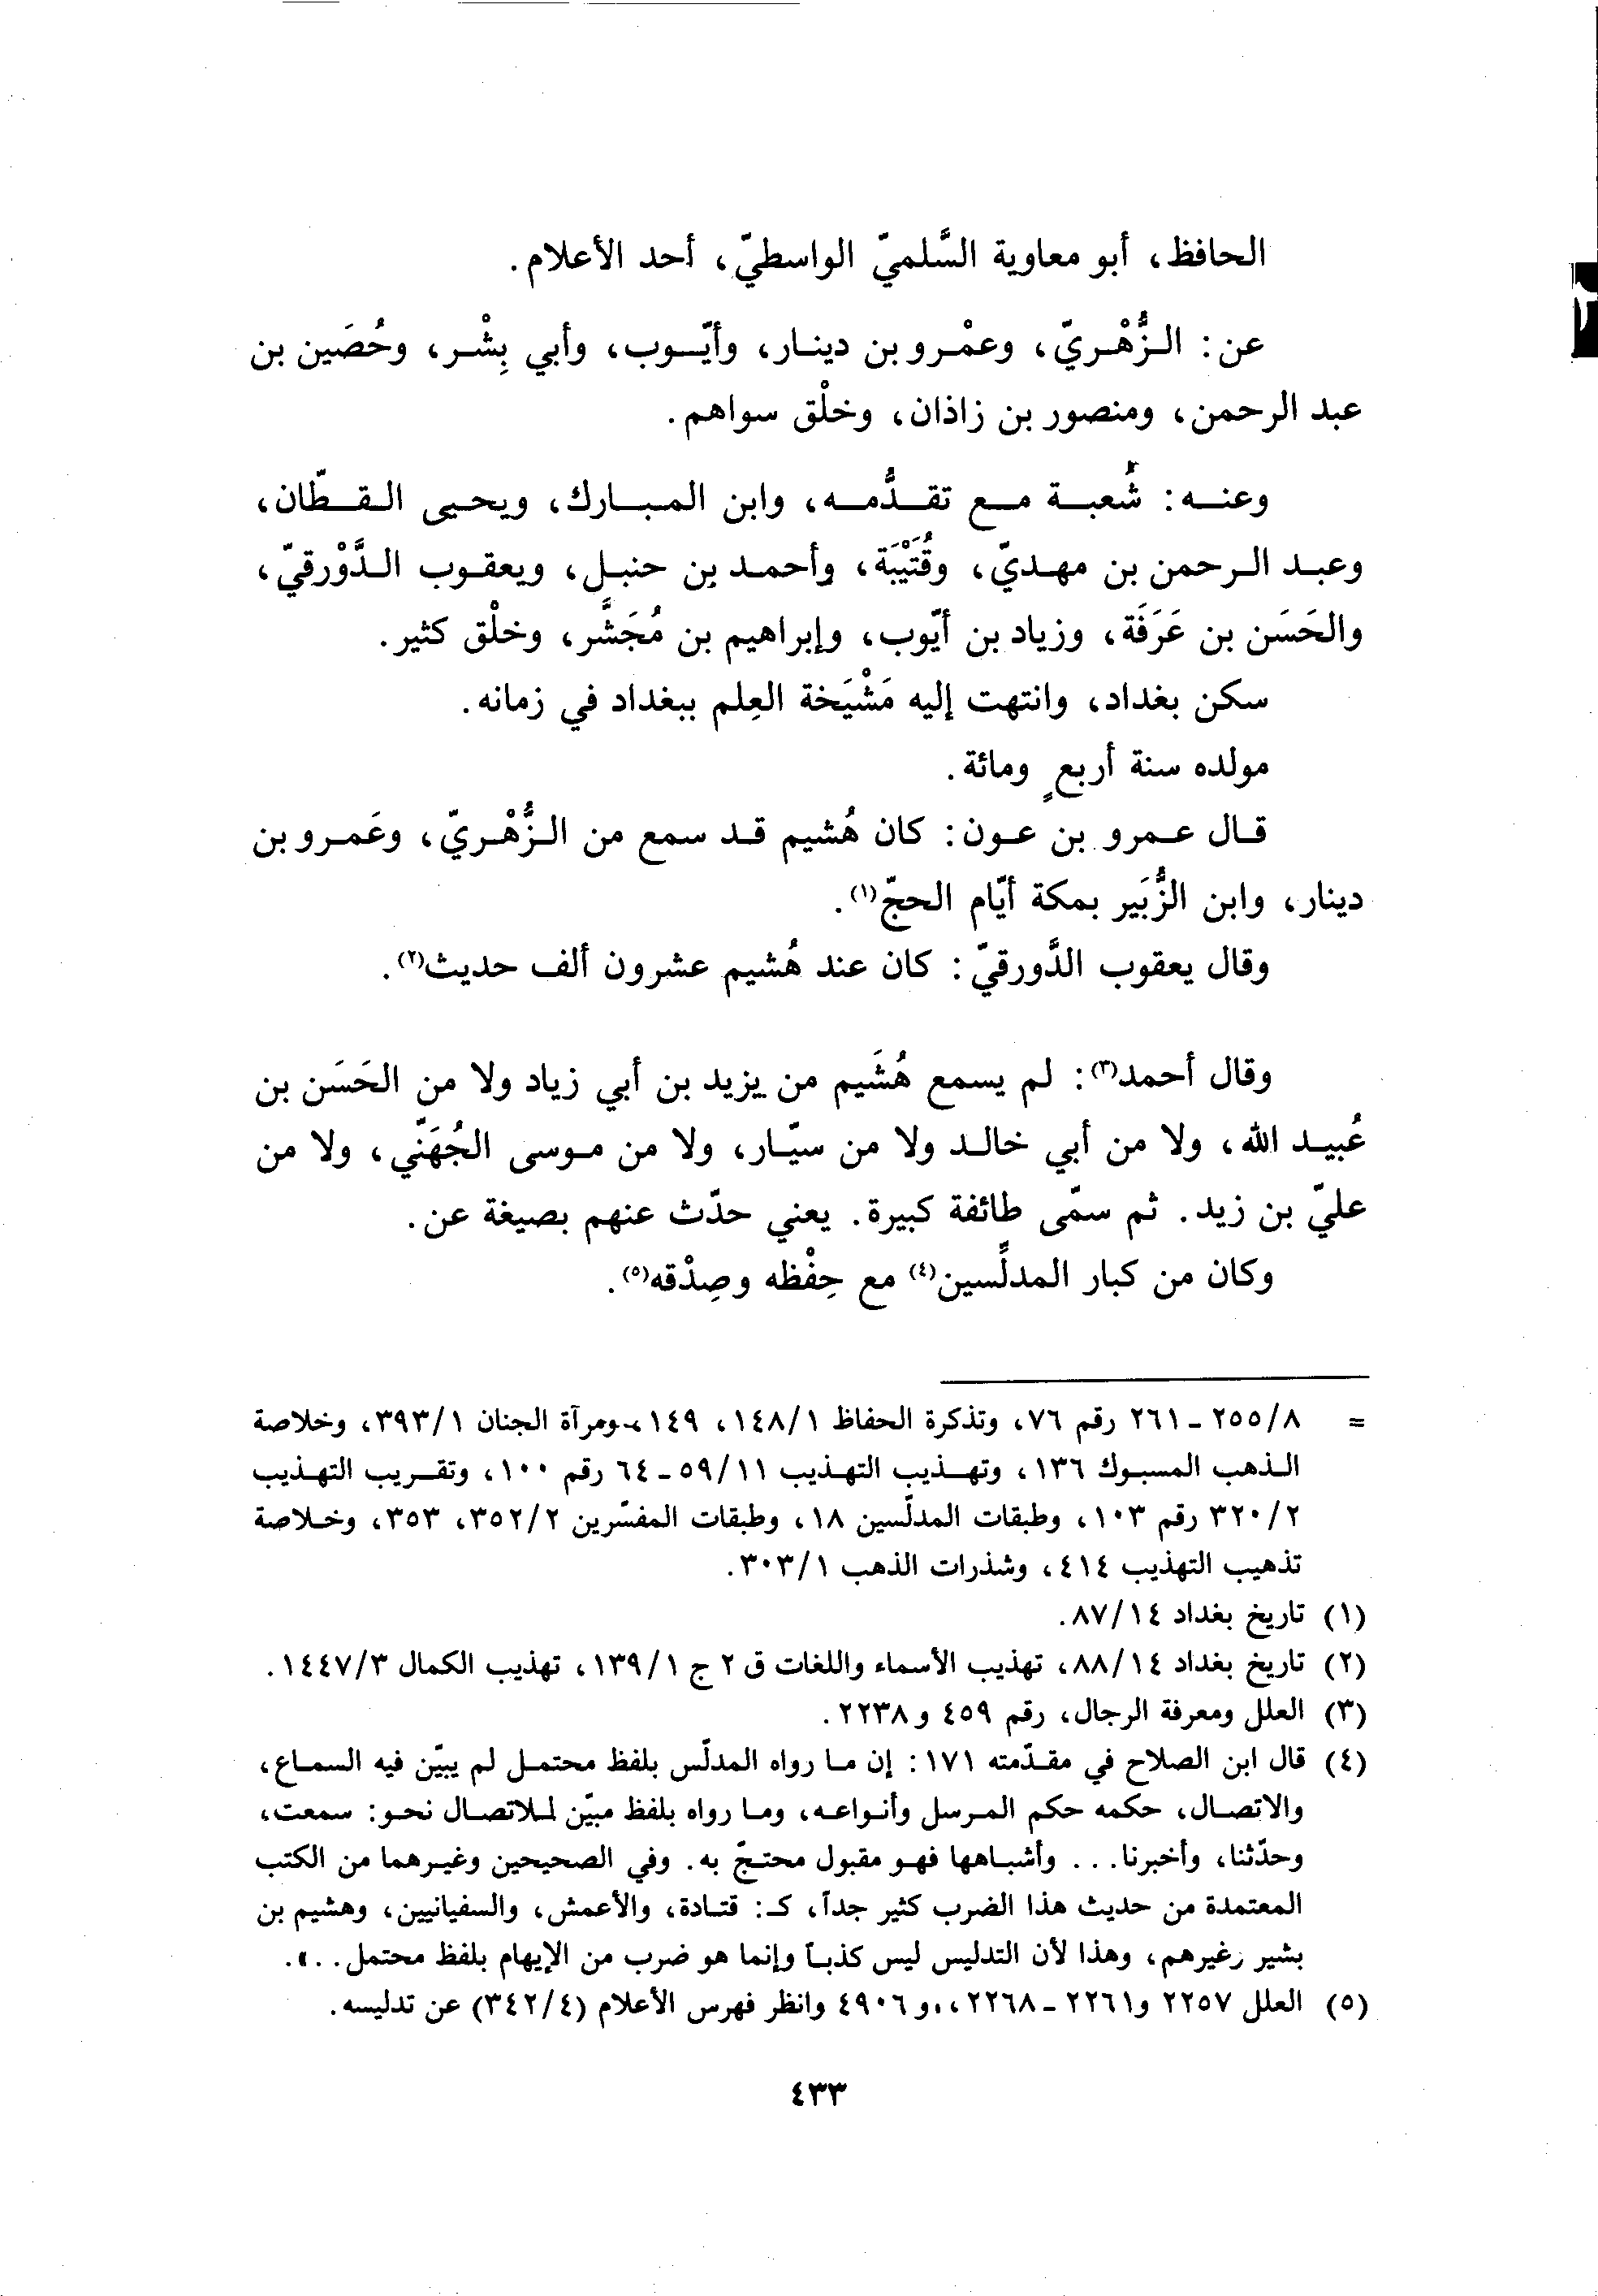 الحافظ، أبو معاوية السُّلميّ الواسطيّ، أحد الأعلام.
عن: الزُّهْريّ، وعمْرو بن دينار، وأيّوب، وأبي بِشْر، وحُصَين بن
عبد الرحمن، ومنصور بن زاذان، وخلْق سواهم.
وعنه: شُعبة مع تقدُّمه، وابن المبارك، ويحيى القطّان،
وعبد الرحمن بن مهديّ، وقُتَيْبَة، وأحمد بن حنبل، ويعقوب الدَّوْرقيّ،
والحَسَن بن عَرَفَة، وزياد بن أيّوب، وإبراهيم بن مُجَشَّر، وخلْق كثير.
سكن بغداد، وانتهت إليه مَشْيَخة العِلم ببغداد في زمانه.
مولده سنة أربعٍ ومائة.
قال عمرو بن عون: كان هُشيم قد سمع من الزُّهْريّ، وعَمرو بن
دينار، وابن الزُّبَير بمكة أيّام الحجّ(١).
وقال يعقوب الدَّورقيّ: كان عند هُشيم عشرون ألف حديث(٢).
وقال أحمد(٣): لم يسمع هُشَيم من يزيد بن أبي زياد ولا من الحَسَن بن
عُبيد الله، ولا من أبي خالد ولا من سيّار، ولا من موسى الجُهَنّي، ولا من
عليّ بن زيد. ثم سمّى طائفة كبيرة. يعني حدّث عنهم بصيغة عن.
وكان من كبار المدلِّسين(٤) مع حِفْظه وصِدْقه(٥).
= ٢٥٥/٨ - ٢٦١ رقم ٧٦، وتذكرة الحفاظ ١٤٨/١، ١٤٩، ومرآة الجنان ٣٩٣/١، وخلاصة
الذهب المسبوك ١٣٦، وتهذيب التهذيب ٥٩/١١ - ٦٤ رقم ١٠٠، وتقريب التهذيب
٣٢٠/٢ رقم ١٠٣، وطبقات المدلّسين ١٨، وطبقات المفسّرين ٣٥٢/٢، ٣٥٣، وخلاصة
تذهيب التهذيب ٤١٤، وشذرات الذهب ٣٠٣/١.
(١) تاريخ بغداد ٨٧/١٤.
(٢) تاريخ بغداد ٨٨/١٤، تهذيب الأسماء واللغات ق ٢ ج ١٣٩/١، تهذيب الكمال ١٤٤٧/٣.
(٣) العلل ومعرفة الرجال، رقم ٤٥٩ و ٢٢٣٨.
(٤) قال ابن الصلاح في مقدّمته ١٧١: إن ما رواه المدلّس بلفظ محتمل لم يبيّن فيه السماع،
والاتصال، حكمه حكم المرسل وأنواعه، وما رواه بلفظ مبيّن للاتصال نحو: سمعت،
وحدّثنا، وأخبرنا... وأشباهها فهو مقبول محتجّ به. وفي الصحيحين وغيرهما من الكتب
المعتمدة من حديث هذا الضرب كثير جداً، كـ: قتادة، والأعمش، والسفيانيين، وهشيم بن
بشير وغيرهم، وهذا لأن التدليس ليس كذباً وإنما هو ضرب من الإيهام بلفظ محتمل...».
(٥) العلل ٢٢٥٧ و٢٢٦١ - ٢٢٦٨، و ٤٩٠٦ وانظر فهرس الأعلام (٣٤٢/٤) عن تدليسه.
٤٣٣